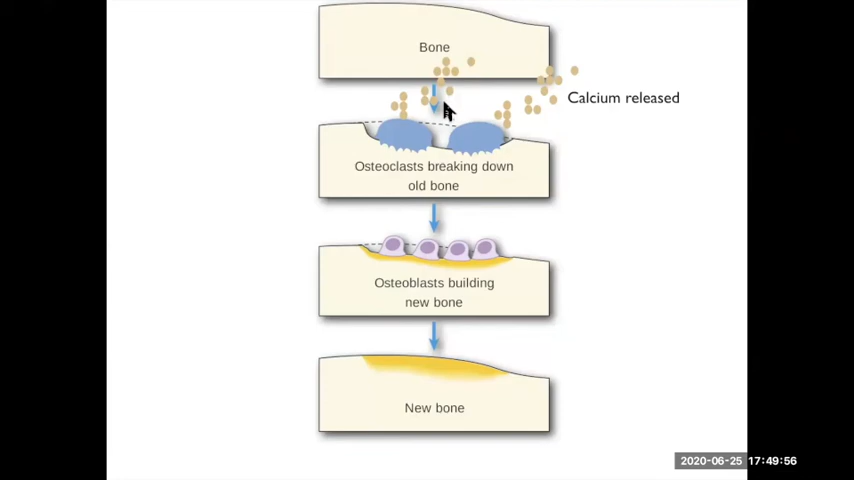 Bone
Calcium released
Osteoclasts breaking down
old bone
Osteoblasts building
new bone
New bone
2020-06-25 17:49:56